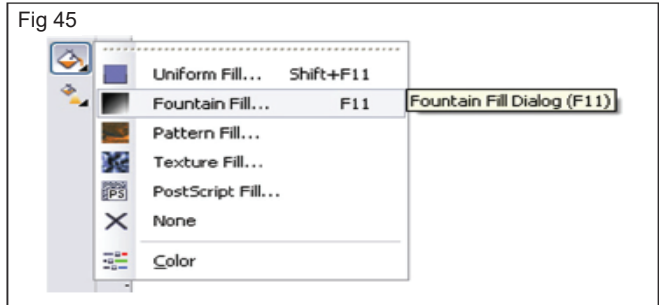 Fig 45
Uniform Fill... Shift+F11
Fountain Fill... F11
Fountain Fill Dialog (F11)
Pattern Fill...
Texture Fill...
PS
PostScript Fill...
None
Color